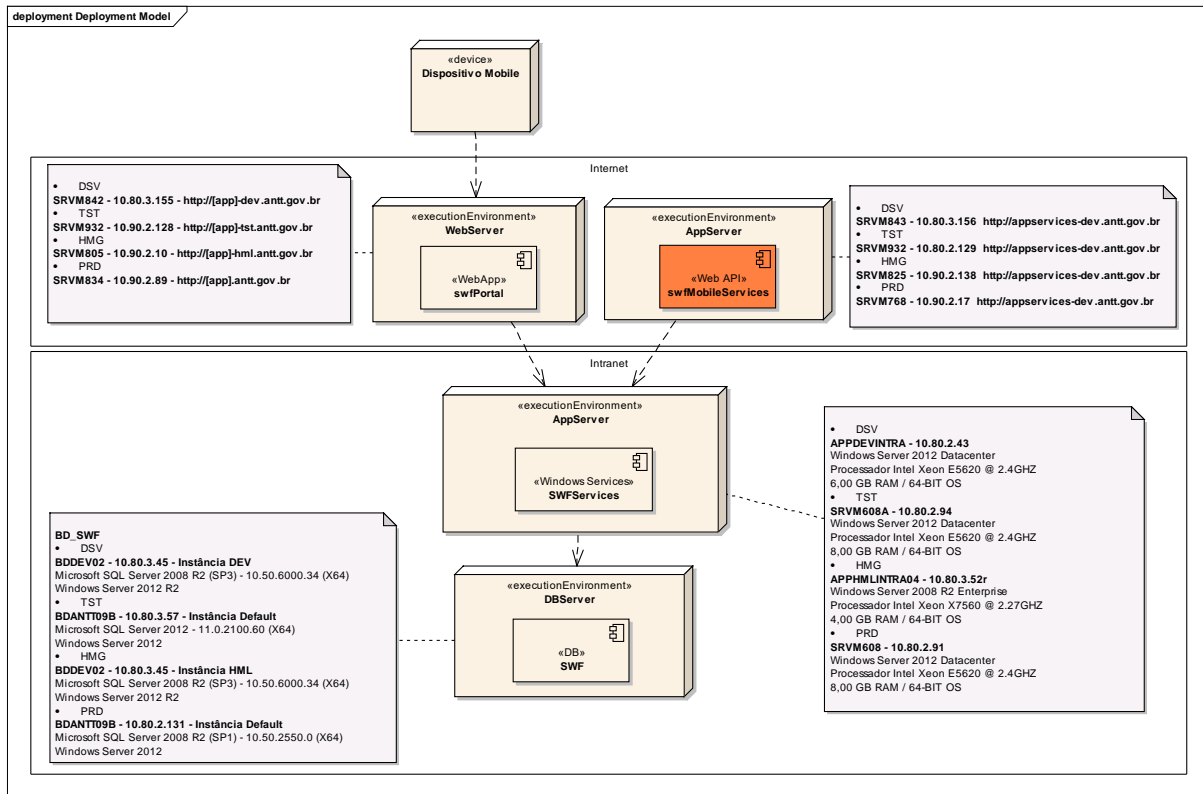 deployment Deployment Model
«device»
Dispositivo Mobile
Internet
• DSV
SRVM842 - 10.80.3.155 - http://[app]-dev.antt.gov.br
• TST
SRVM932 - 10.90.2.128 - http://[app]-tst.antt.gov.br
• HMG
SRVM805 - 10.90.2.10 - http://[app]-hml.antt.gov.br
• PRD
SRVM834 - 10.90.2.89 - http://[app].antt.gov.br
«executionEnvironment»
WebServer
«WebApp»
swfPortal
«executionEnvironment»
AppServer
«Web API»
swfMobileServices
• DSV
SRVM843 - 10.80.3.156 http://appservices-dev.antt.gov.br
• TST
SRVM932 - 10.80.2.129 http://appservices-dev.antt.gov.br
• HMG
SRVM825 - 10.90.2.138 http://appservices-dev.antt.gov.br
• PRD
SRVM768 - 10.90.2.17 http://appservices-dev.antt.gov.br
Intranet
«executionEnvironment»
AppServer
«Windows Services»
SWFServices
• DSV
APPDEVINTRA - 10.80.2.43
Windows Server 2012 Datacenter
Processador Intel Xeon E5620 @ 2.4GHZ
6,00 GB RAM / 64-BIT OS
• TST
SRVM608A - 10.80.2.94
Windows Server 2012 Datacenter
Processador Intel Xeon E5620 @ 2.4GHZ
8,00 GB RAM / 64-BIT OS
• HMG
APPHMLINTRA04 - 10.80.3.52r
Windows Server 2008 R2 Enterprise
Processador Intel Xeon X7560 @ 2.27GHZ
4,00 GB RAM / 64-BIT OS
• PRD
SRVM608 - 10.80.2.91
Windows Server 2012 Datacenter
Processador Intel Xeon E5620 @ 2.4GHZ
8,00 GB RAM / 64-BIT OS
BD_SWF
• DSV
BDDEV02 - 10.80.3.45 - Instância DEV
Microsoft SQL Server 2008 R2 (SP3) - 10.50.6000.34 (X64)
Windows Server 2012 R2
• TST
BDANTT09B - 10.80.3.57 - Instância Default
Microsoft SQL Server 2012 - 11.0.2100.60 (X64)
Windows Server 2012
• HMG
BDDEV02 - 10.80.3.45 - Instância HML
Microsoft SQL Server 2008 R2 (SP3) - 10.50.6000.34 (X64)
Windows Server 2012 R2
• PRD
BDANTT09B - 10.80.2.131 - Instância Default
Microsoft SQL Server 2008 R2 (SP1) - 10.50.2550.0 (X64)
Windows Server 2012
«executionEnvironment»
DBServer
«DB»
SWF